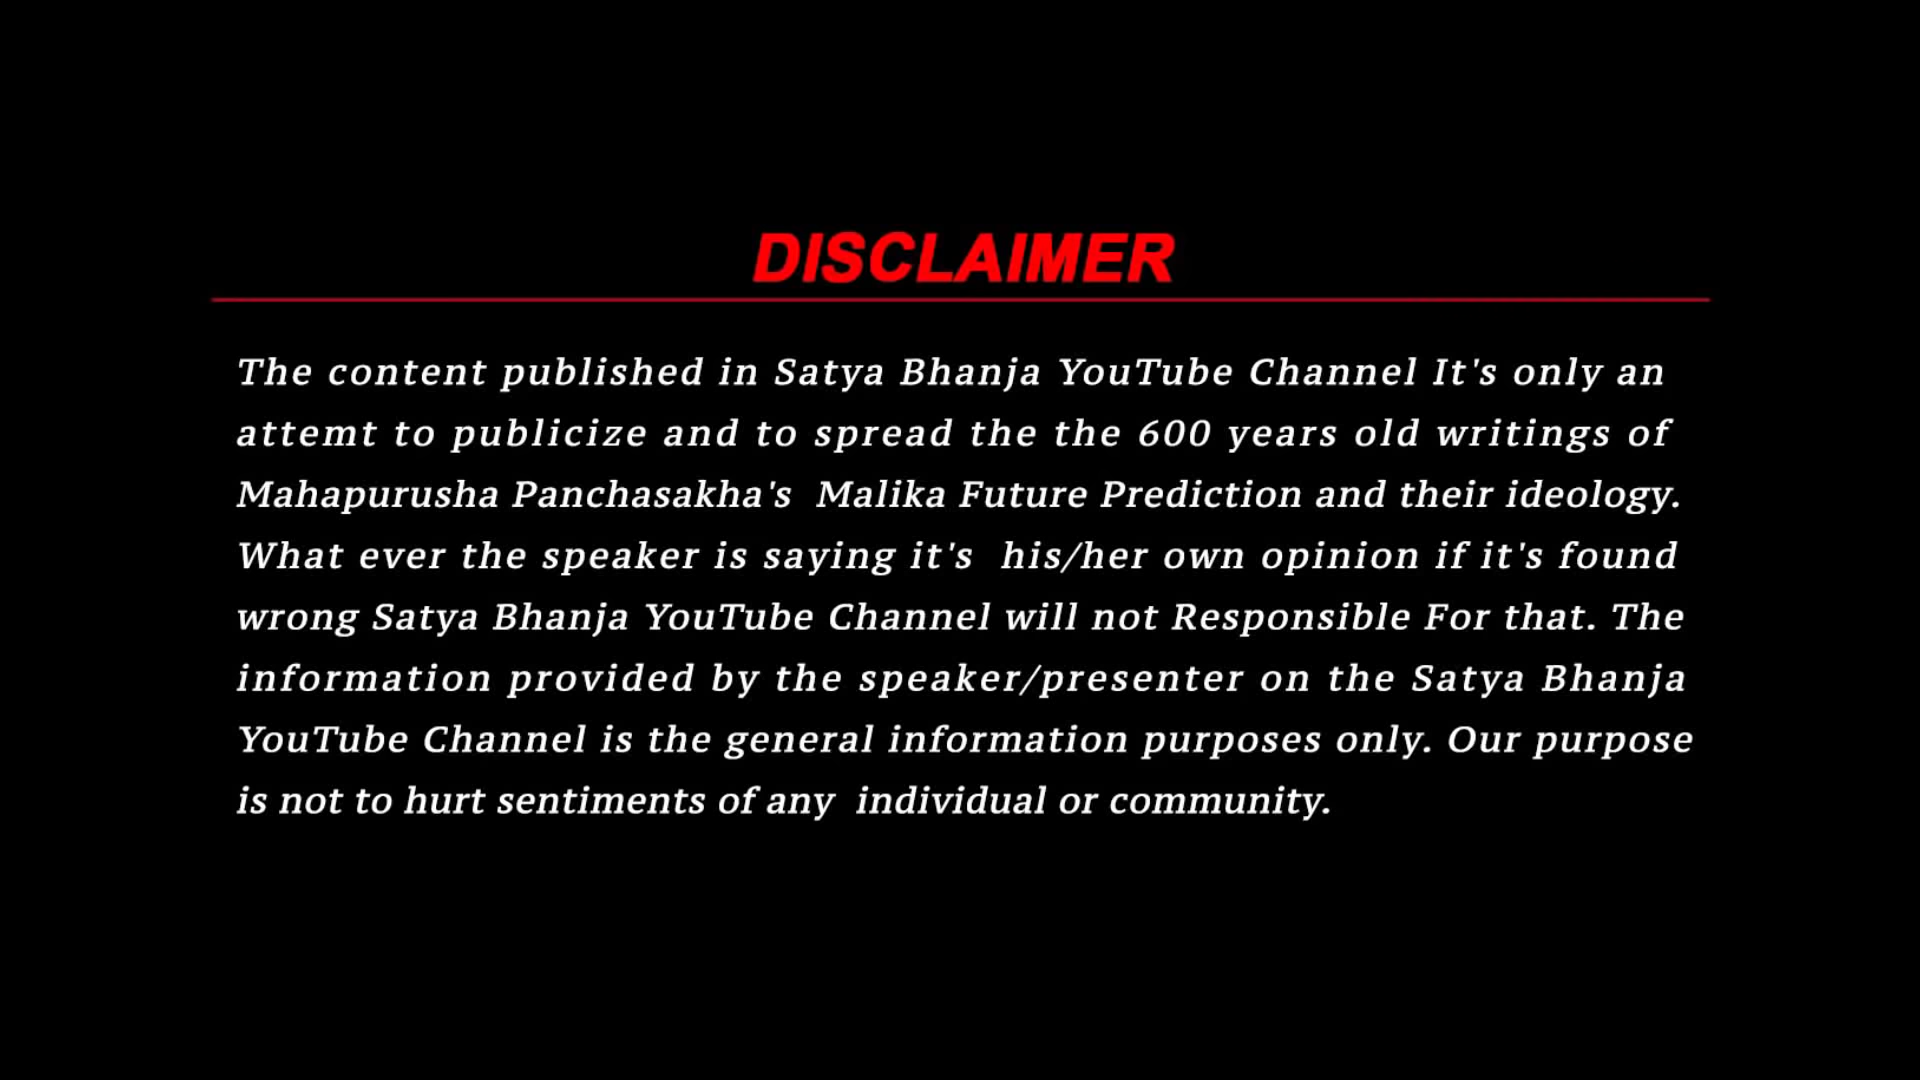 DISCLAIMER
The content published in Satya Bhanja YouTube Channel It's only an
attemt to publicize and to spread the the 600 years old writings of
Mahapurusha Panchasakha's  Malika Future Prediction and their ideology.
What ever the speaker is saying it's  his/her own opinion if it's found
wrong Satya Bhanja YouTube Channel will not Responsible For that. The
information provided by the speaker/presenter on the Satya Bhanja
YouTube Channel is the general information purposes only. Our purpose
is not to hurt sentiments of any  individual or community.